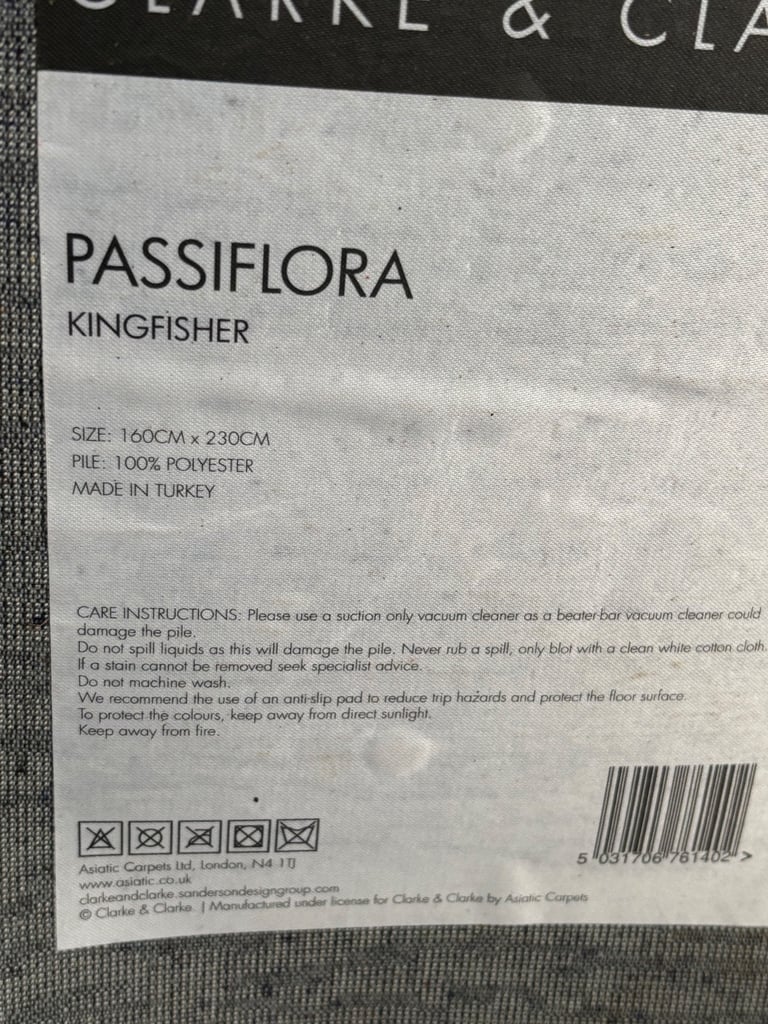 CLARKE & CLA
PASSIFLORA
KINGFISHER
SIZE: 160CM x 230CM
PILE: 100% POLYESTER
MADE IN TURKEY
CARE INSTRUCTIONS: Please use a suction only vacuum cleaner as a beater-bar vacuum cleaner could
damage the pile.
Do not spill liquids as this will damage the pile. Never rub a spill, only blot with a clean white cotton cloth.
If a stain cannot be removed seek specialist advice.
Do not machine wash.
We recommend the use of an anti-slip pad to reduce trip hazards and protect the floor surface.
To protect the colours, keep away from direct sunlight.
Keep away from fire.
Asiatic Carpets Ltd, London, N4 1TJ
www.asiatic.co.uk
clarkeandclarke.sandersondesigngroup.com
© Clarke & Clarke. | Manufactured under license for Clarke & Clarke by Asiatic Carpets
5 031706 761402 >